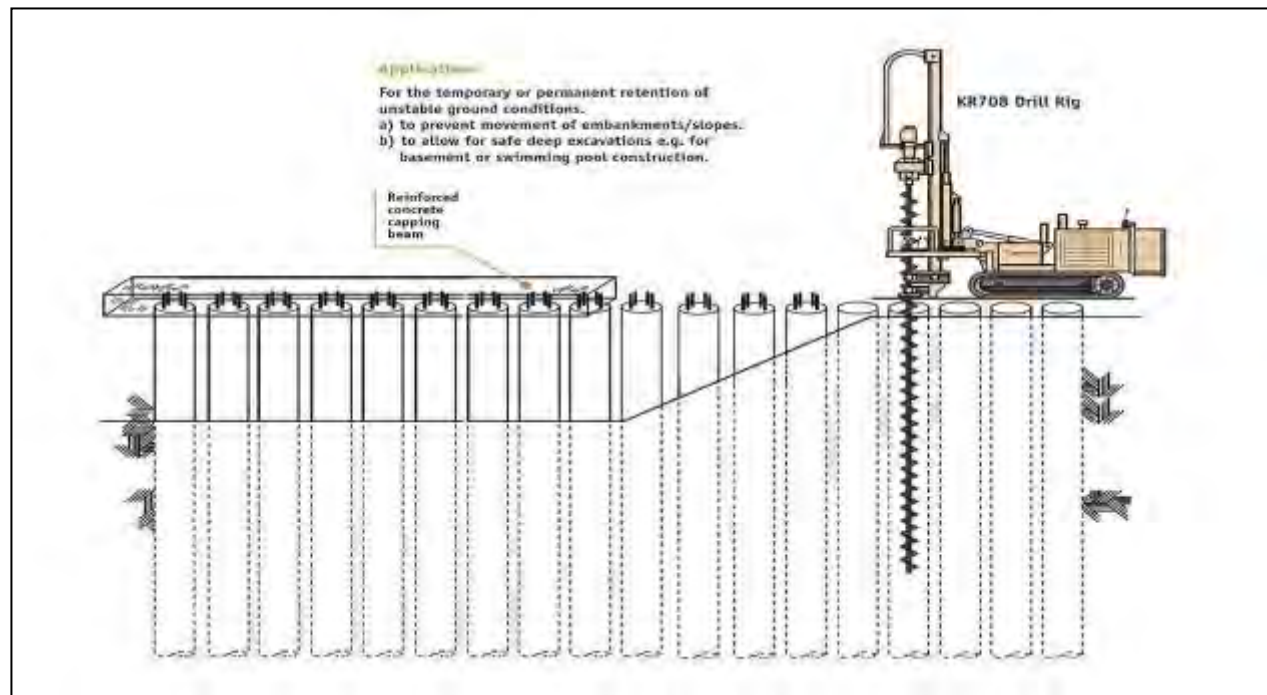 Applications
For the temporary or permanent retention of
unstable ground conditions.
a) to prevent movement of embankments/slopes.
b) to allow for safe deep excavations e.g. for
basement or swimming pool construction.
KR708 Drill Rig
Reinforced
concrete
capping
beam